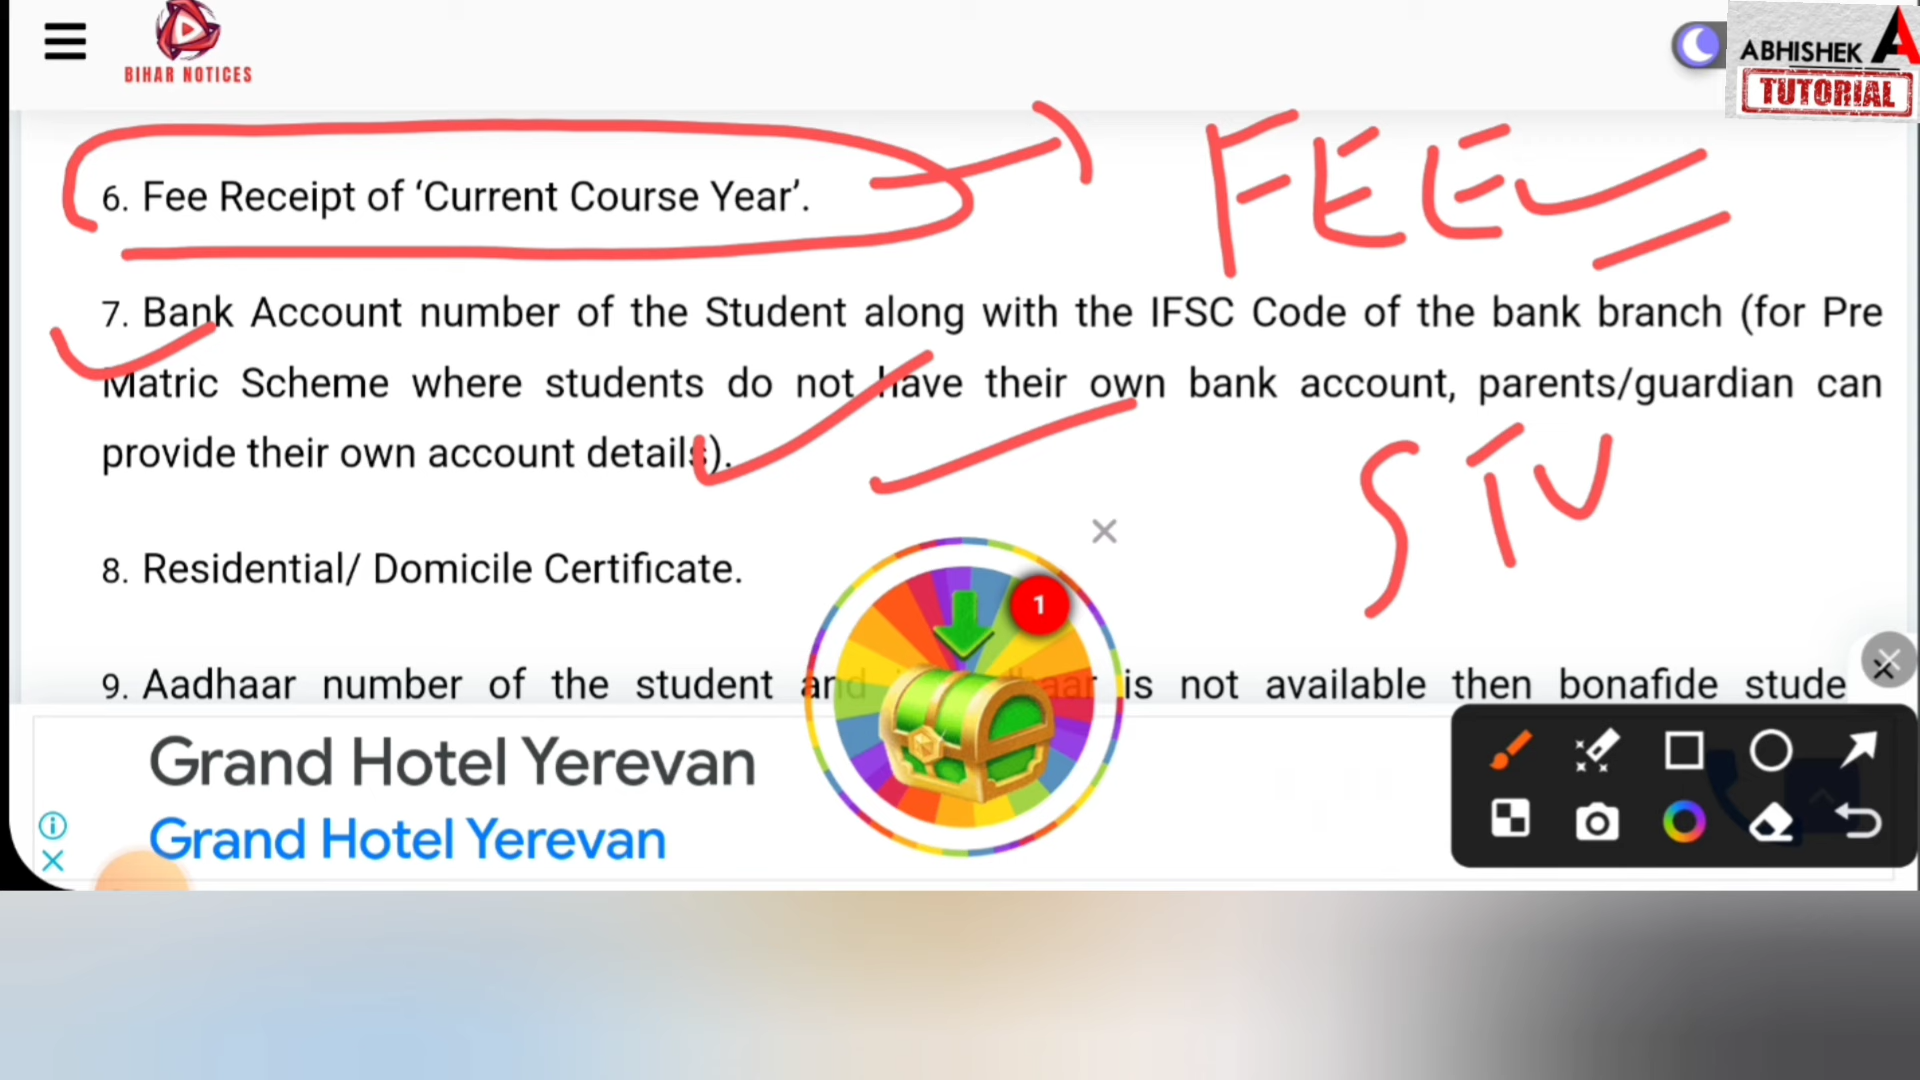 BIHAR NOTICES
ABHISHEK A
TUTORIAL
6. Fee Receipt of ‘Current Course Year’.
FEE
7. Bank Account number of the Student along with the IFSC Code of the bank branch (for Pre
Matric Scheme where students do not have their own bank account, parents/guardian can
provide their own account details).
STU
8. Residential/ Domicile Certificate.
1
9. Aadhaar number of the student and is not available then bonafide stude
Grand Hotel Yerevan
Grand Hotel Yerevan